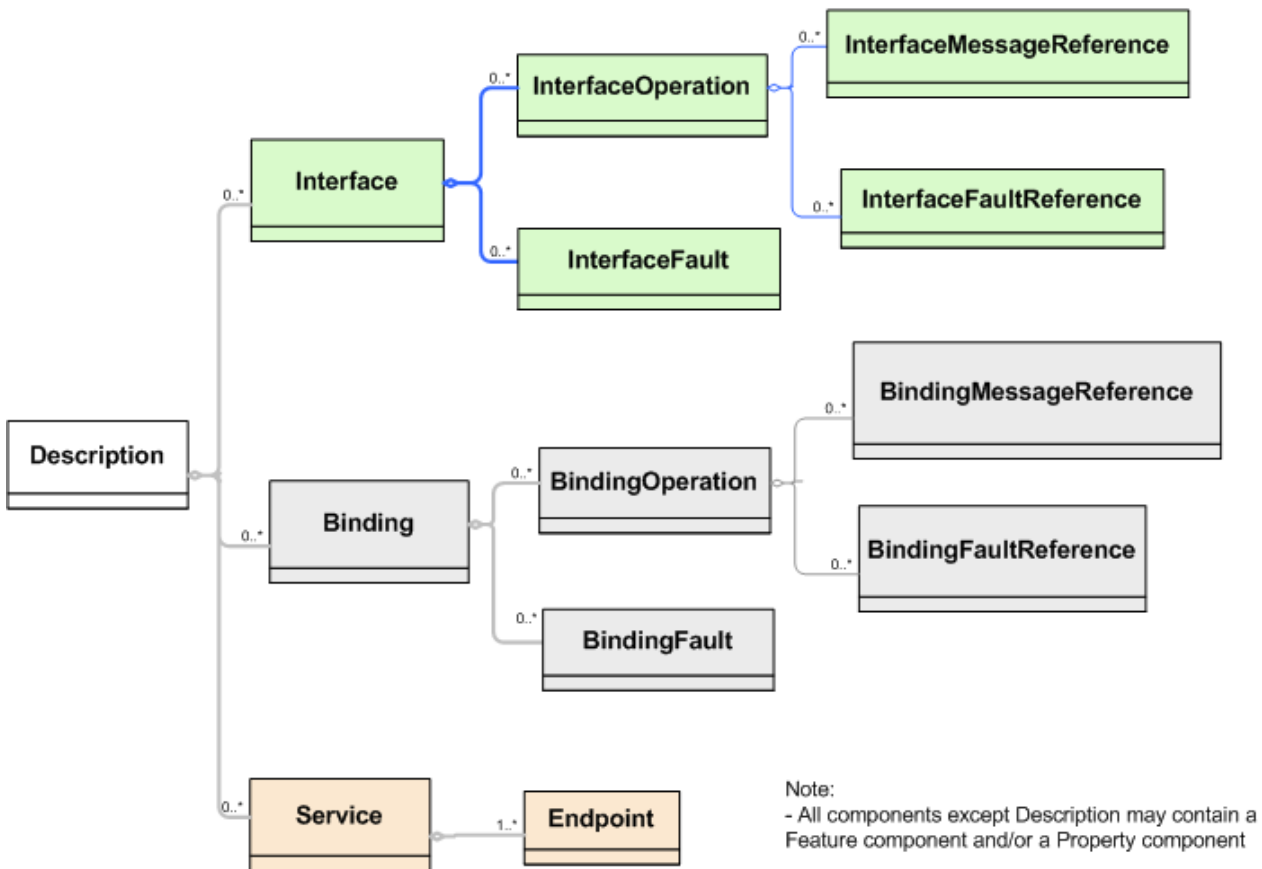 0..*
InterfaceMessageReference
0..*
InterfaceOperation
Interface
0..*
0..*
InterfaceFaultReference
0..*
InterfaceFault
0..*
BindingMessageReference
Description
0..*
BindingOperation
0..*
Binding
0..*
BindingFaultReference
0..*
0..*
BindingFault
0..*
Service
1..*
Endpoint
Note:
- All components except Description may contain a
Feature component and/or a Property component